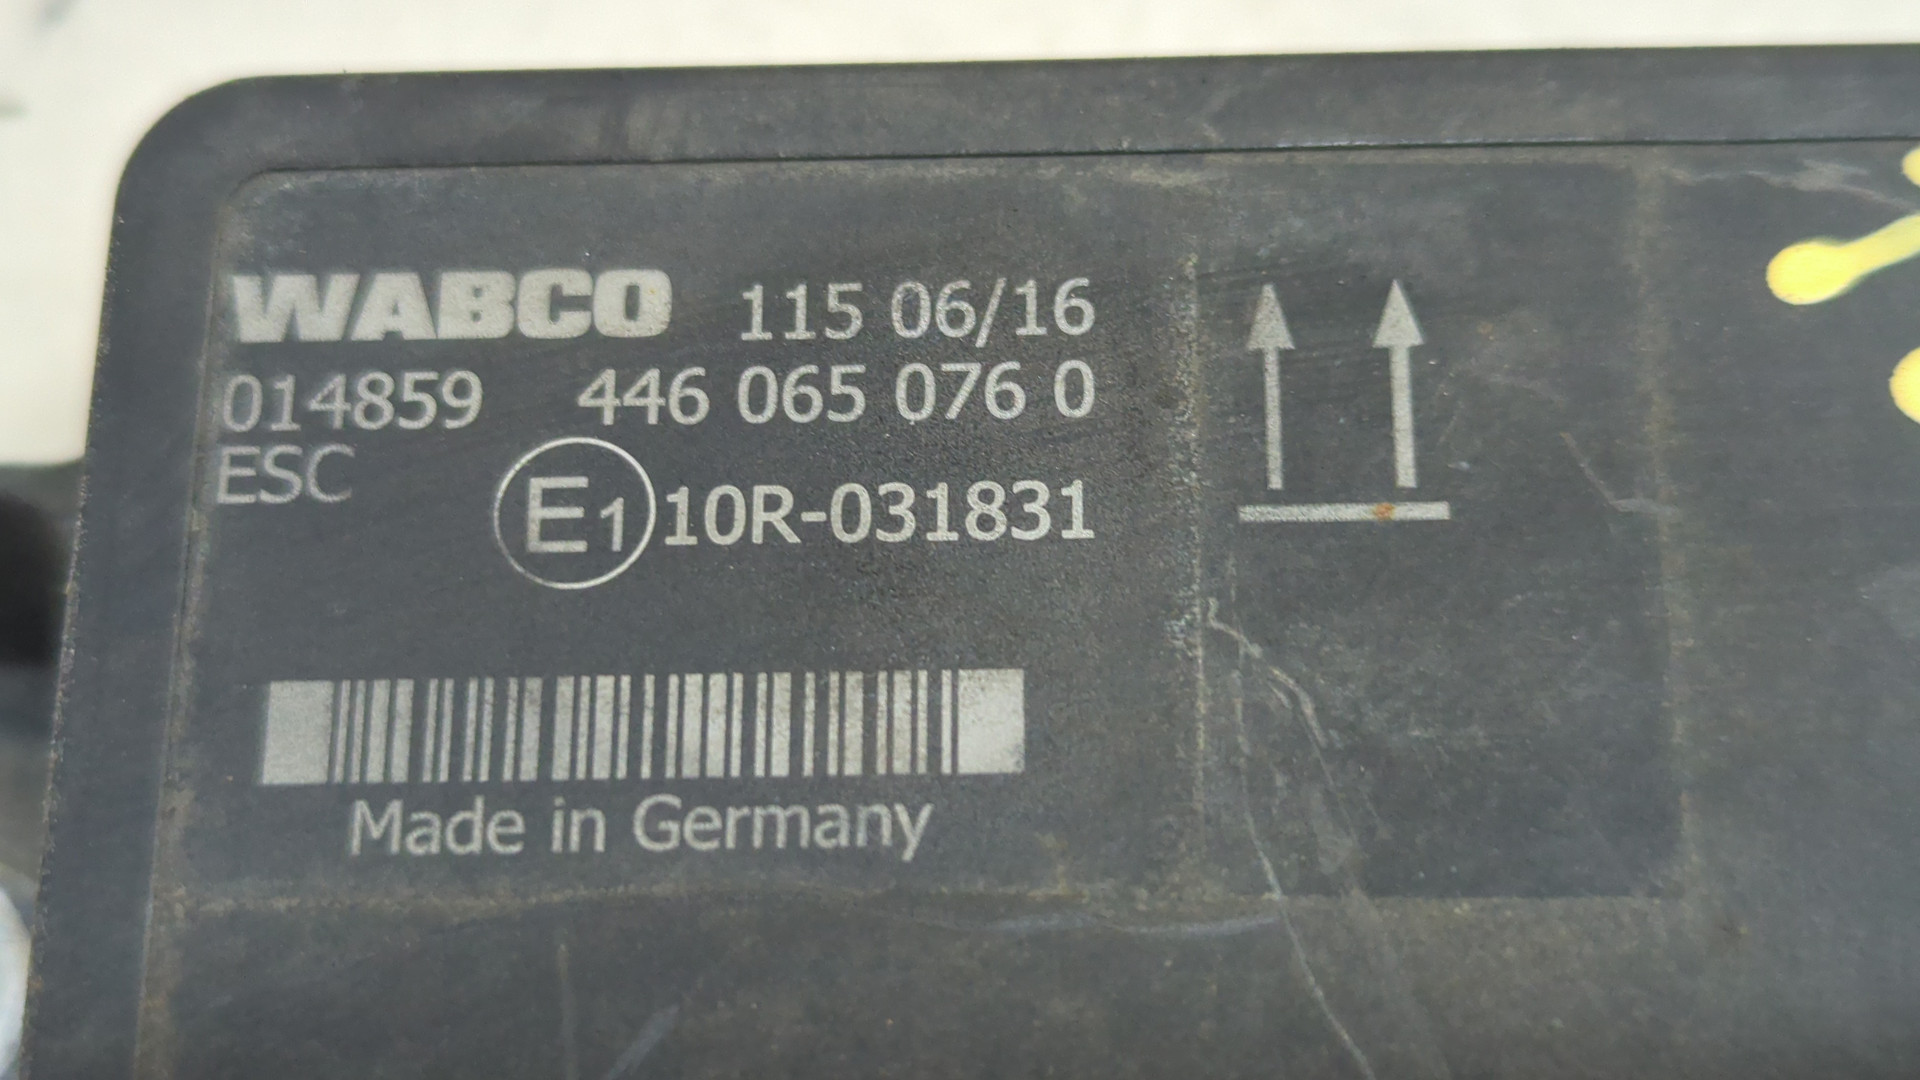 WABCO 115 06/16
014859 446 065 076 0
ESC E1 10R-031831
Made in Germany